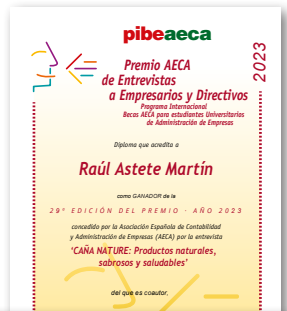 pibeaeca
2023
Premio AECA
de Entrevistas
a Empresarios y Directivos
Programa Internacional
Becas AECA para estudiantes Universitarios
de Administración de Empresas
Diploma que acredita a
Raúl Astete Martín
como GANADOR de la
29ª EDICIÓN DEL PREMIO - AÑO 2023
concedido por la Asociación Española de Contabilidad
y Administración de Empresas (AECA) por la entrevista
‘CAÑA NATURE: Productos naturales,
sabrosos y saludables’
del que es coautor,